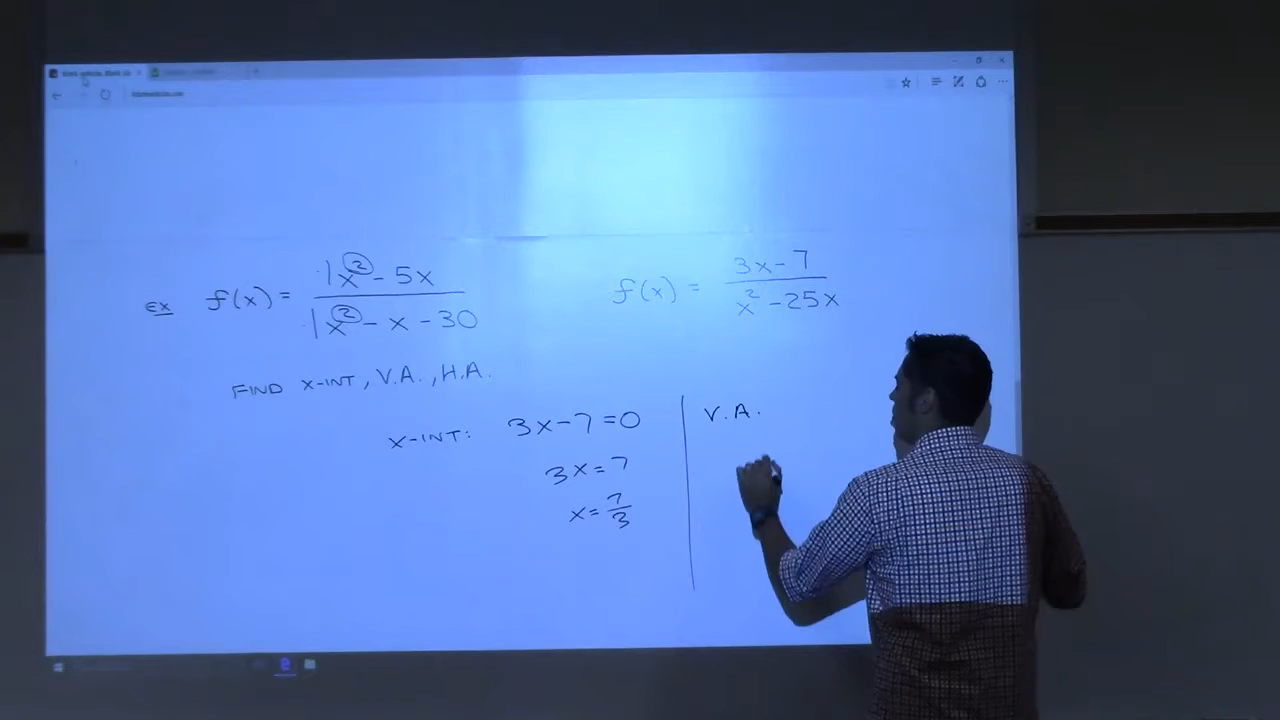 EX f(x) = 1x² - 5x / 1x² - x - 30
f(x) = 3x - 7 / x² - 25x
FIND X-INT, V.A., H.A.
X-INT: 3x - 7 = 0
3x = 7
x = 7/3
V.A.